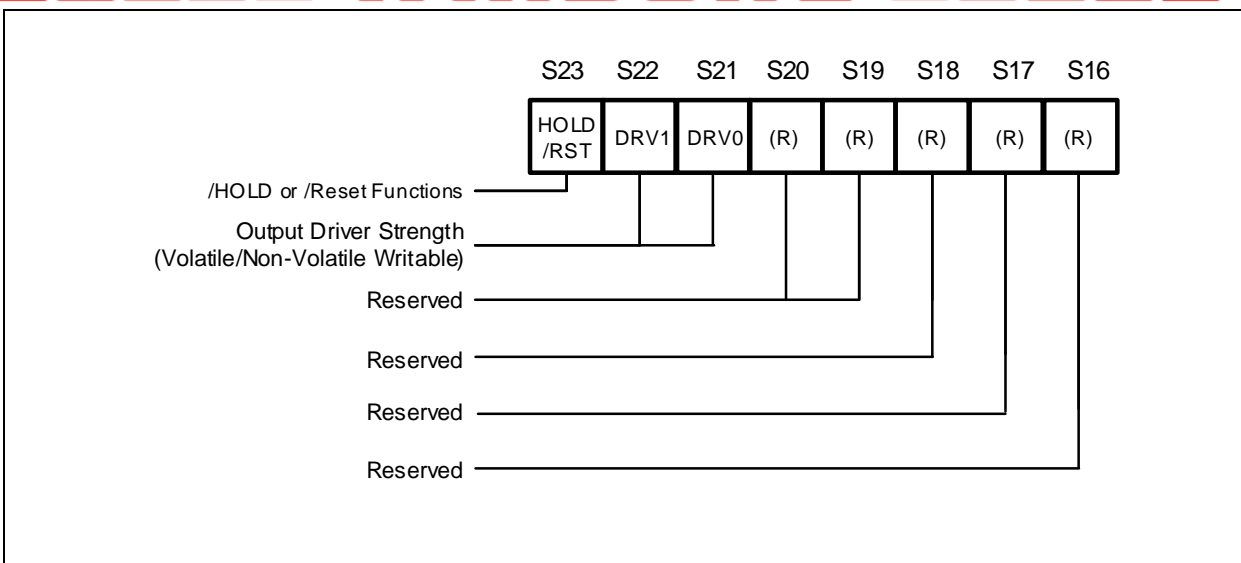 S23 S22 S21 S20 S19 S18 S17 S16
HOLD
/RST DRV1 DRV0 (R) (R) (R) (R) (R)
/HOLD or /Reset Functions
Output Driver Strength
(Volatile/Non-Volatile Writable)
Reserved
Reserved
Reserved
Reserved